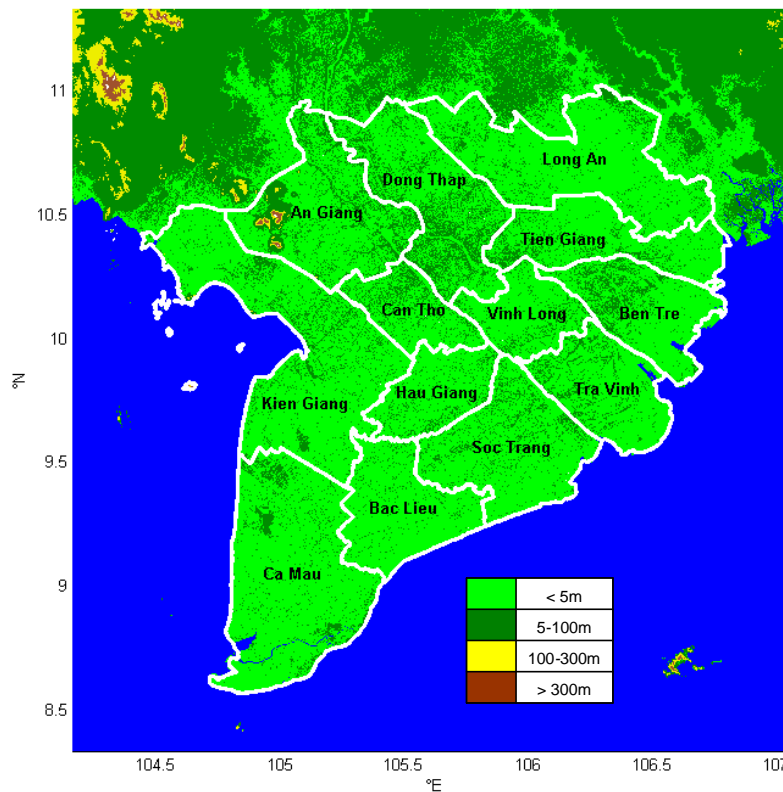 11
10.5
10
9.5
9
8.5
°N
Long An
Dong Thap
An Giang
Tien Giang
Can Tho
Vinh Long
Ben Tre
Kien Giang
Hau Giang
Tra Vinh
Soc Trang
Bac Lieu
Ca Mau
< 5m
5-100m
100-300m
> 300m
104.5
105
105.5
106
106.5
107
°E